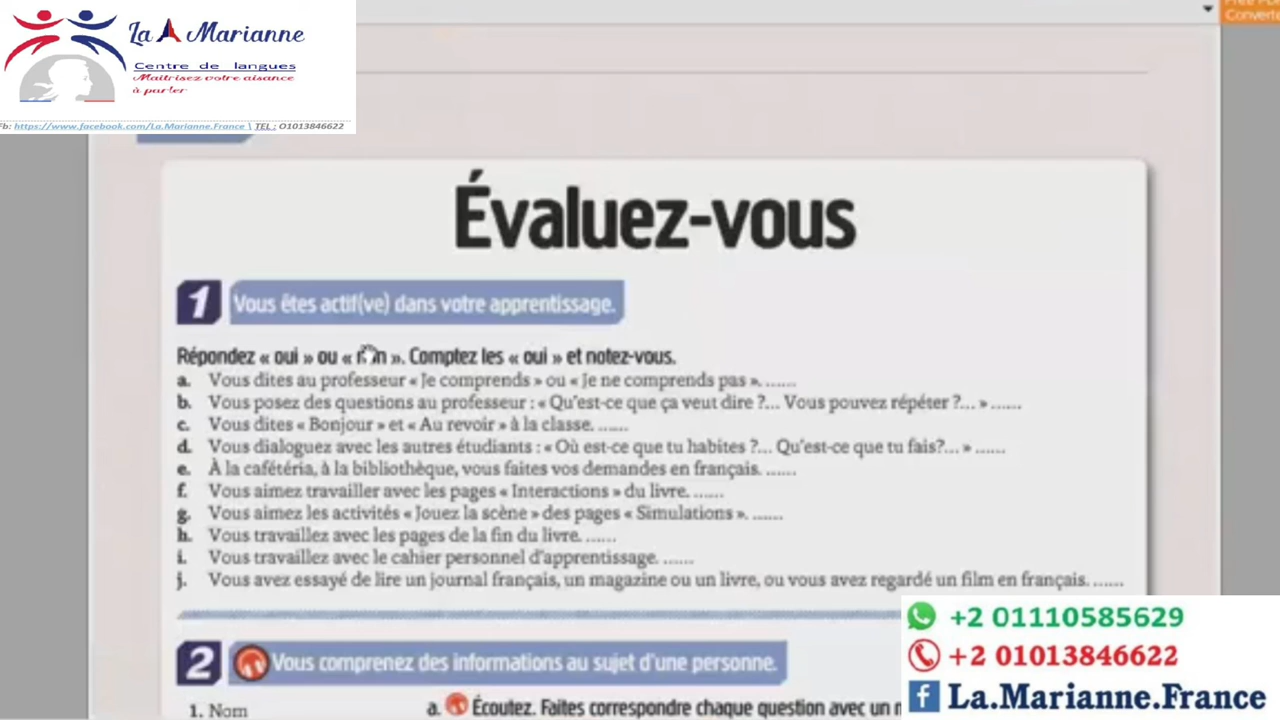 Free PDF
Converte
La Marianne
Centre de langues
Maîtrisez votre aisance
à parler
Fb: https://www.facebook.com/La.Marianne.France \ TEL : O1013846622
Évaluez-vous
1 Vous êtes actif(ve) dans votre apprentissage.
Répondez « oui » ou « non ». Comptez les « oui » et notez-vous.
a. Vous dites au professeur « Je comprends » ou « Je ne comprends pas ». ......
b. Vous posez des questions au professeur : « Qu'est-ce que ça veut dire ?... Vous pouvez répéter ?... » ......
c. Vous dites « Bonjour » et « Au revoir » à la classe. ......
d. Vous dialoguez avec les autres étudiants : « Où est-ce que tu habites ?... Qu'est-ce que tu fais?... » ......
e. À la cafétéria, à la bibliothèque, vous faites vos demandes en français. ......
f. Vous aimez travailler avec les pages « Interactions » du livre. ......
g. Vous aimez les activités « Jouez la scène » des pages « Simulations ». ......
h. Vous travaillez avec les pages de la fin du livre. ......
i. Vous travaillez avec le cahier personnel d'apprentissage. ......
j. Vous avez essayé de lire un journal français, un magazine ou un livre, ou vous avez regardé un film en français. ......
2 Vous comprenez des informations au sujet d'une personne.
1. Nom
a. Écoutez. Faites correspondre chaque question avec un
+2 01110585629
+2 01013846622
La.Marianne.France